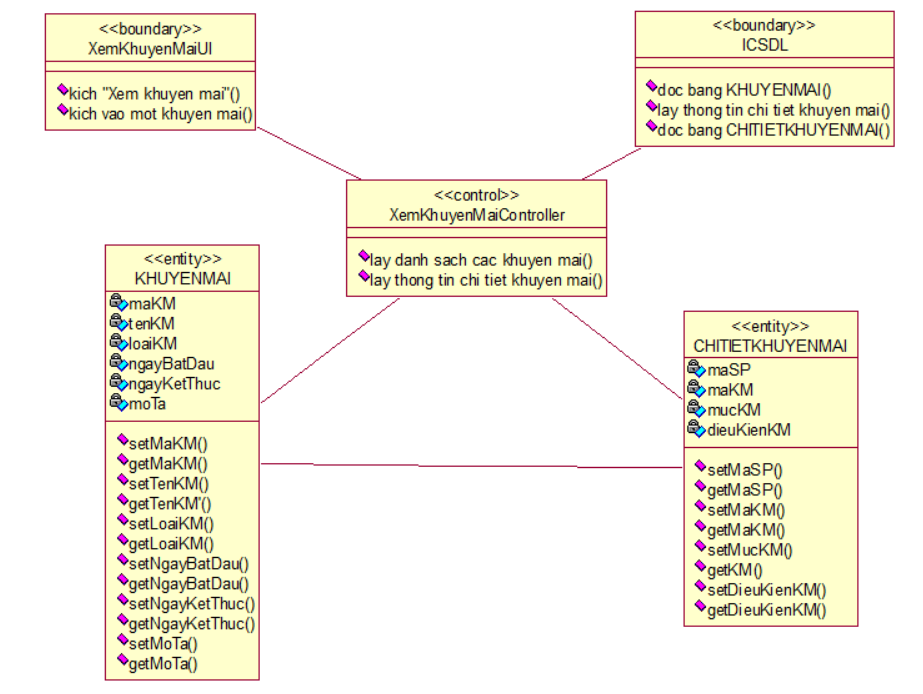 <<boundary>>
XemKhuyenMaiUI
kich "Xem khuyen mai"()
kich vao mot khuyen mai()
<<boundary>>
ICSDL
doc bang KHUYENMAI()
lay thong tin chi tiet khuyen mai()
doc bang CHITIETKHUYENMAI()
<<control>>
XemKhuyenMaiController
lay danh sach cac khuyen mai()
lay thong tin chi tiet khuyen mai()
<<entity>>
KHUYENMAI
maKM
tenKM
loaiKM
ngayBatDau
ngayKetThuc
moTa
setMaKM()
getMaKM()
setTenKM()
getTenKM'()
setLoaiKM()
getLoaiKM()
setNgayBatDau()
getNgayBatDau()
setNgayKetThuc()
getNgayKetThuc()
setMoTa()
getMoTa()
<<entity>>
CHITIETKHUYENMAI
maSP
maKM
mucKM
dieuKienKM
setMaSP()
getMaSP()
setMaKM()
getMaKM()
setMucKM()
getKM()
setDieuKienKM()
getDieuKienKM()